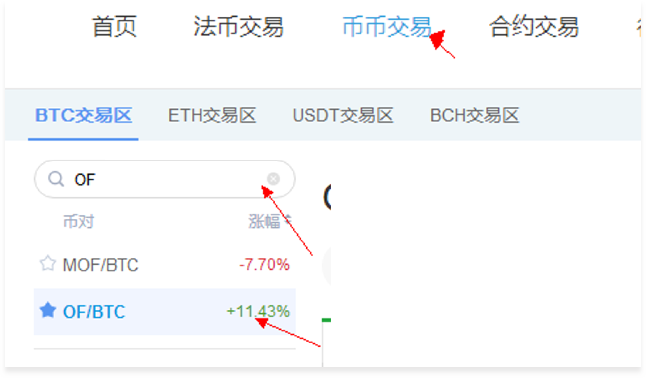 首页 法币交易 币币交易 合约交易
BTC交易区 ETH交易区 USDT交易区 BCH交易区
OF
币对 涨幅
MOF/BTC -7.70%
OF/BTC +11.43%